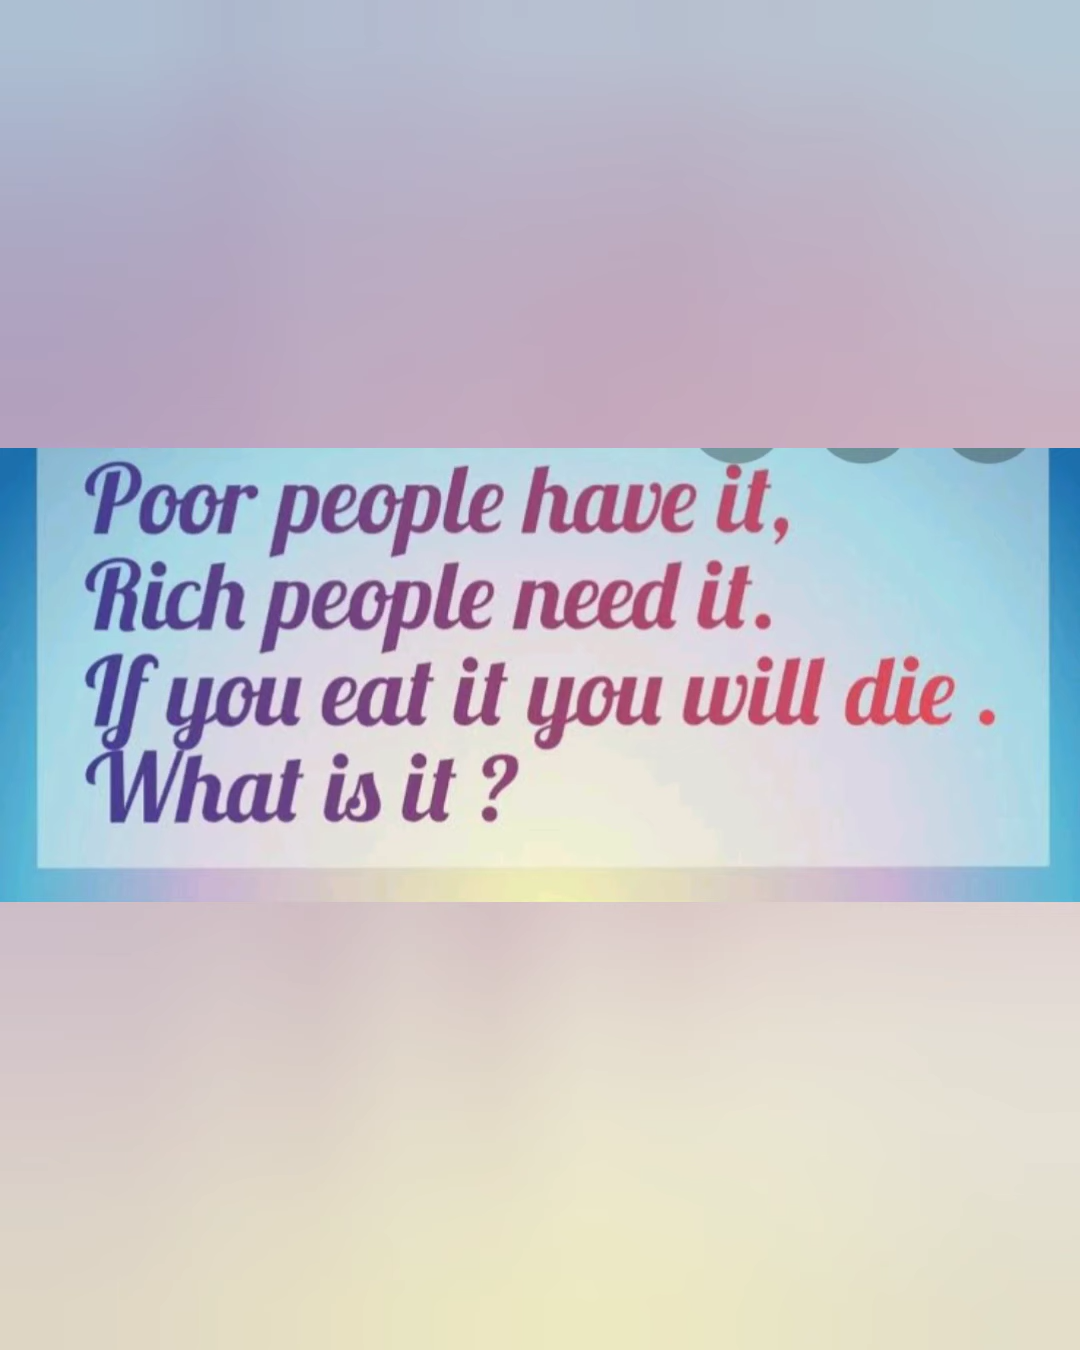 Poor people have it,
Rich people need it.
If you eat it you will die .
What is it ?